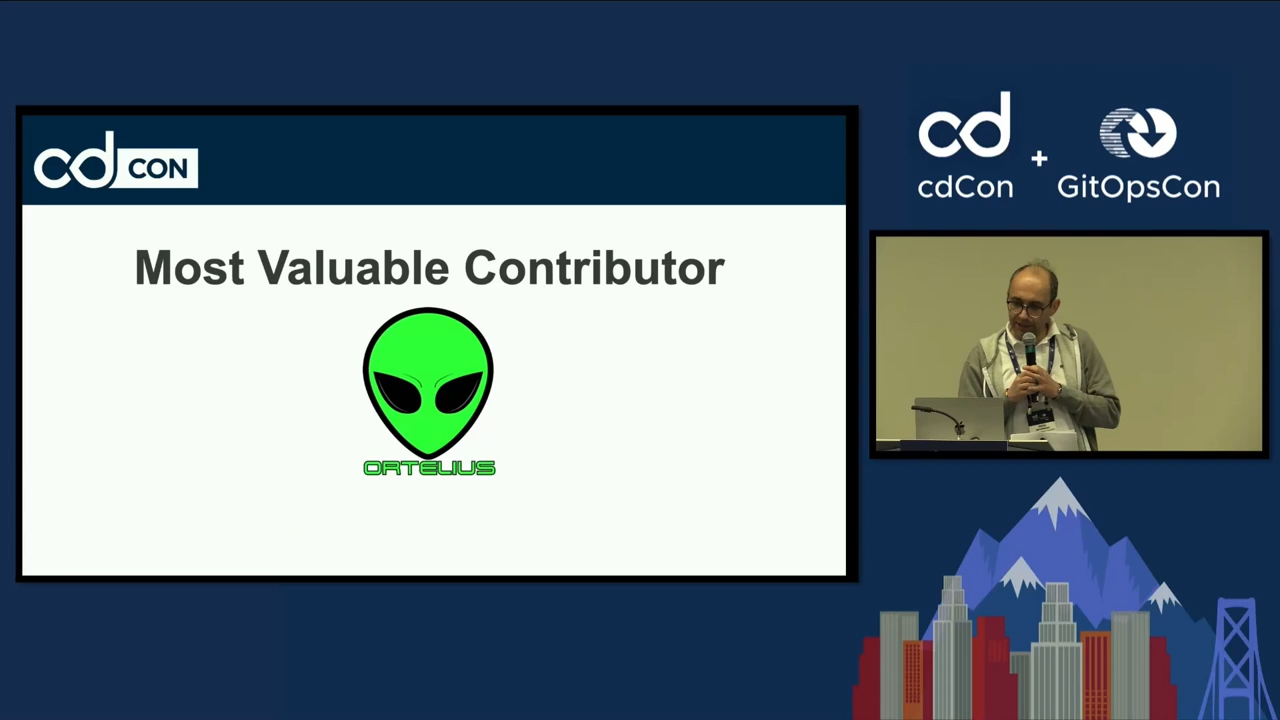 cd CON
Most Valuable Contributor
ORTELIUS
cd
cdCon
+
GitOpsCon